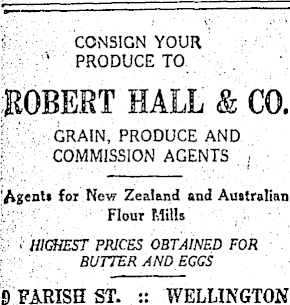 CONSIGN YOUR
PRODUCE TO
ROBERT HALL & CO.
GRAIN, PRODUCE AND
COMMISSION AGENTS
Agents for New Zealand and Australian
Flour Mills
HIGHEST PRICES OBTAINED FOR
BUTTER AND EGGS
9 FARISH ST. :: WELLINGTON